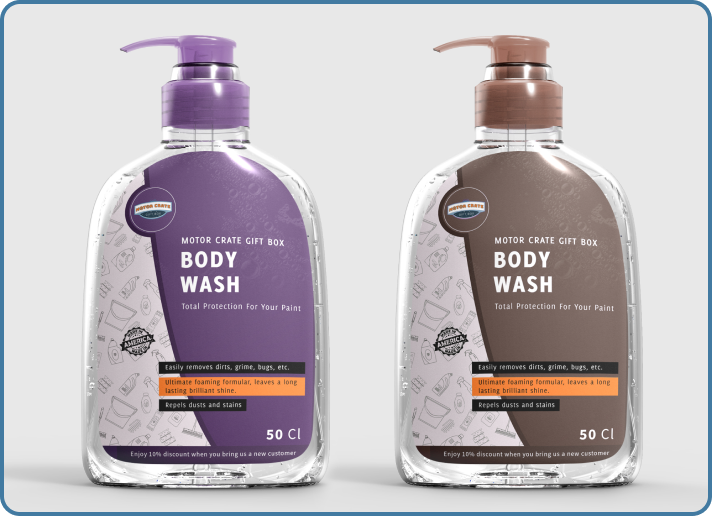 MOTOR CRATE
MOTOR CRATE GIFT BOX
BODY
WASH
Total Protection For Your Paint
AMERICA
Easily removes dirts, grime, bugs, etc.
Ultimate foaming formular, leaves a long
lasting brilliant shine.
Repels dusts and stains
50 Cl
Enjoy 10% discount when you bring us a new customer
MOTOR CRATE
MOTOR CRATE GIFT BOX
BODY
WASH
Total Protection For Your Paint
AMERICA
Easily removes dirts, grime, bugs, etc.
Ultimate foaming formular, leaves a long
lasting brilliant shine.
Repels dusts and stains
50 Cl
Enjoy 10% discount when you bring us a new customer